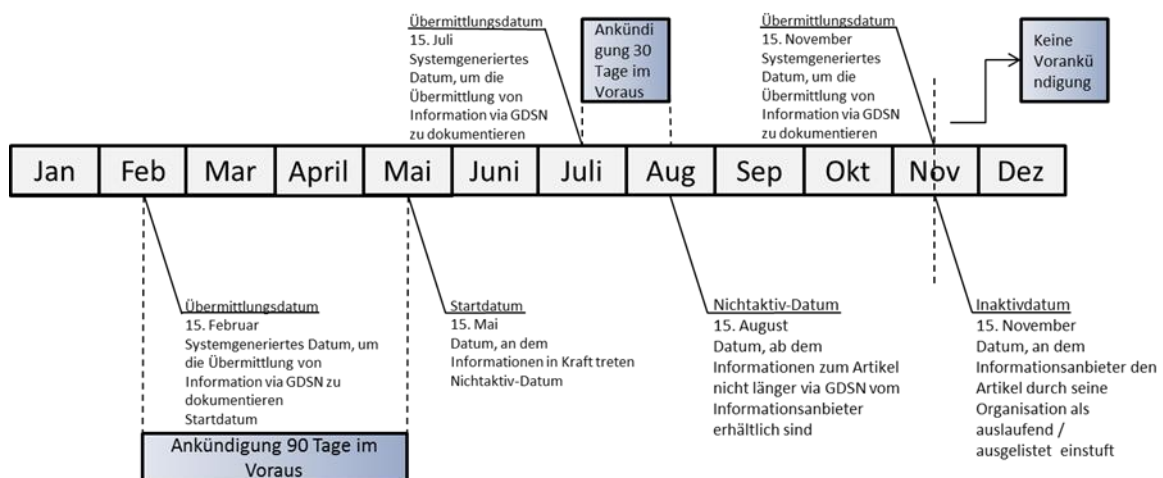 Übermittlungsdatum
15. Juli
Systemgeneriertes
Datum, um die
Übermittlung von
Information via GDSN
zu dokumentieren
Ankündi
gung 30
Tage im
Voraus
Übermittlungsdatum
15. November
Systemgeneriertes
Datum, um die
Übermittlung von
Information via GDSN
zu dokumentieren
Keine
Vorankü
ndigung
Jan Feb Mar April Mai Juni Juli Aug Sep Okt Nov Dez
Übermittlungsdatum
15. Februar
Systemgeneriertes Datum, um
die Übermittlung von
Information via GDSN zu
dokumentieren
Startdatum
Startdatum
15. Mai
Datum, an dem
Informationen in Kraft treten
Nichtaktiv-Datum
Nichtaktiv-Datum
15. August
Datum, ab dem
Informationen zum Artikel
nicht länger via GDSN vom
Informationsanbieter
erhältlich sind
Inaktivdatum
15. November
Datum, an dem
Informationsanbieter den
Artikel durch seine
Organisation als
auslaufend /
ausgelistet einstuft
Ankündigung 90 Tage im
Voraus